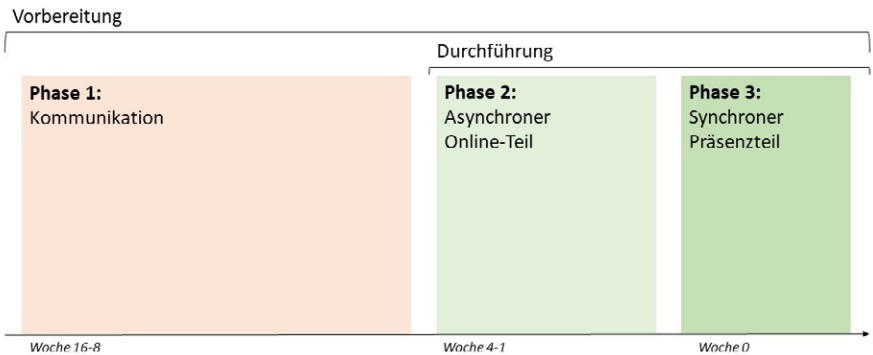 Vorbereitung
Durchführung
Phase 1:
Kommunikation
Phase 2:
Asynchroner
Online-Teil
Phase 3:
Synchroner
Präsenzteil
Woche 16-8
Woche 4-1
Woche 0